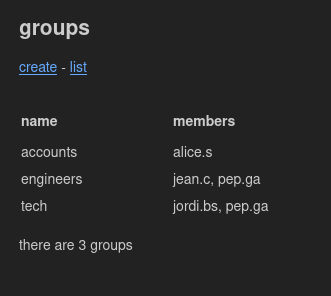 groups
create - list
name members
accounts alice.s
engineers jean.c, pep.ga
tech jordi.bs, pep.ga
there are 3 groups